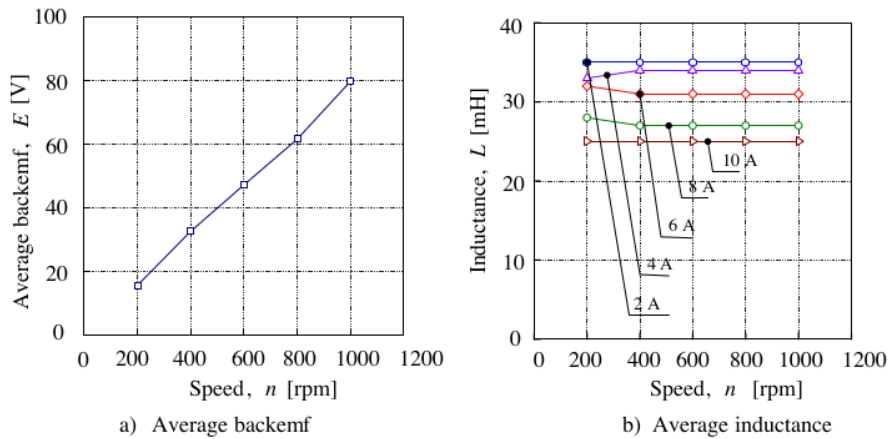 100
80
60
40
20
0
0 200 400 600 800 1000 1200
Average backemf, E [V]
Speed, n [rpm]
a) Average backemf
40
30
20
10
0
0 200 400 600 800 1000 1200
Inductance, L [mH]
10 A
8 A
6 A
4 A
2 A
Speed, n [rpm]
b) Average inductance